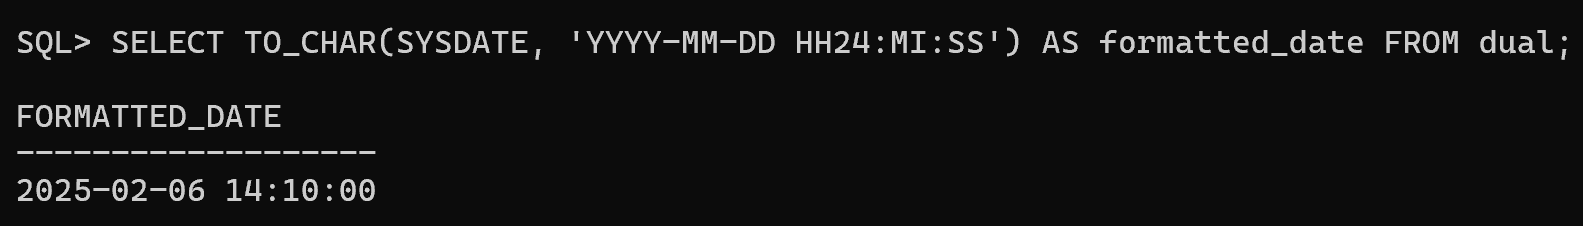 SQL> SELECT TO_CHAR(SYSDATE, 'YYYY-MM-DD HH24:MI:SS') AS formatted_date FROM dual;
FORMATTED_DATE
-------------------
2025-02-06 14:10:00